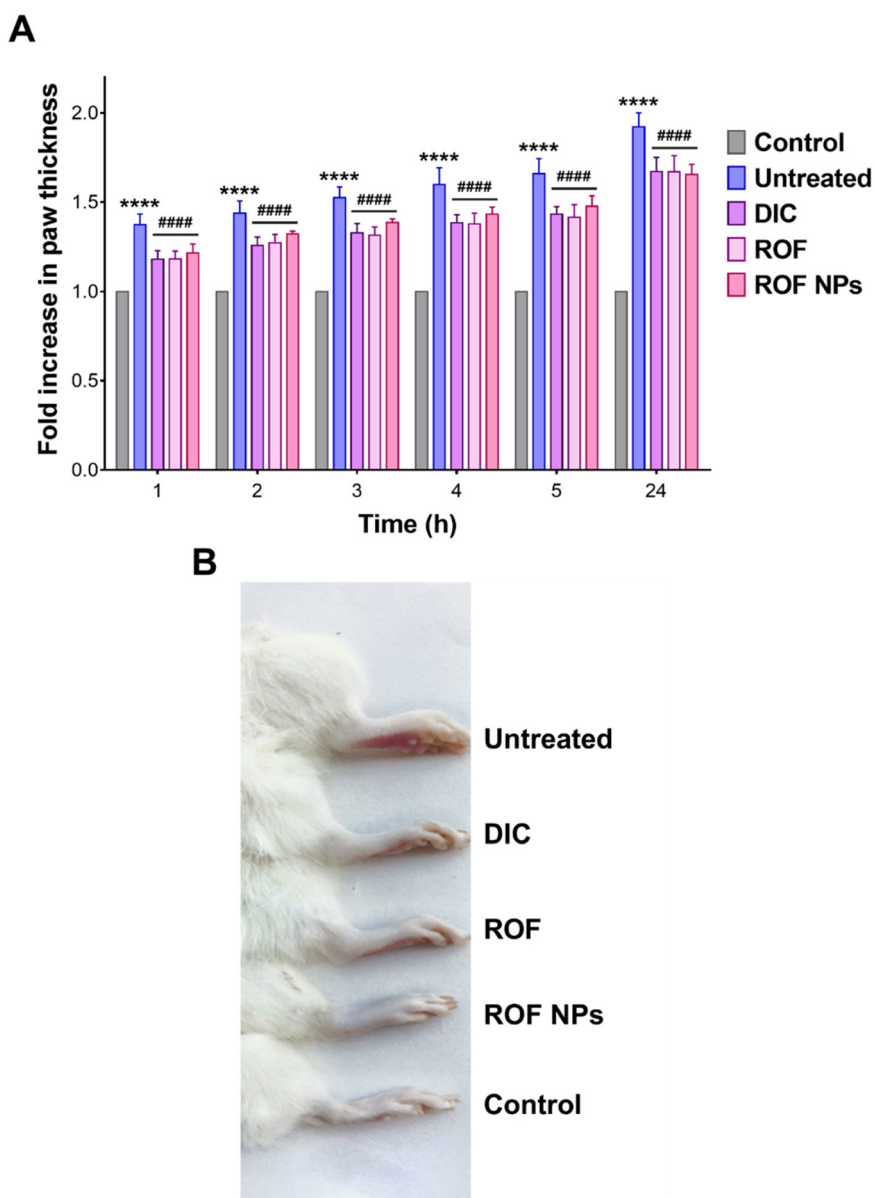 A
Fold increase in paw thickness
2.0
1.5
1.0
0.5
0.0
**** #### **** #### **** #### **** #### **** #### **** ####
1 2 3 4 5 24
Time (h)
Control
Untreated
DIC
ROF
ROF NPs
B
Untreated
DIC
ROF
ROF NPs
Control